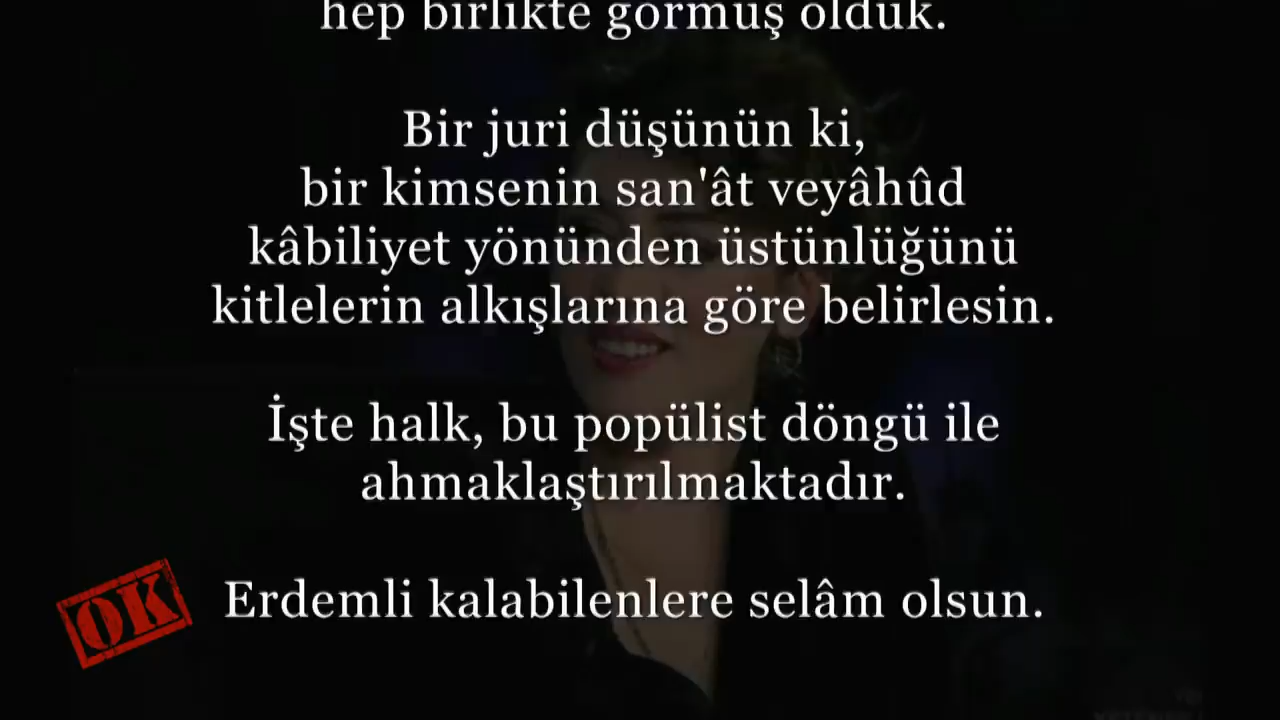 hep birlikte görmüş olduk.
Bir juri düşünün ki,
bir kimsenin san'ât veyâhûd
kâbiliyet yönünden üstünlüğünü
kitlelerin alkışlarına göre belirlesin.
İşte halk, bu popülist döngü ile
ahmaklaştırılmaktadır.
OK
Erdemli kalabilenlere selâm olsun.